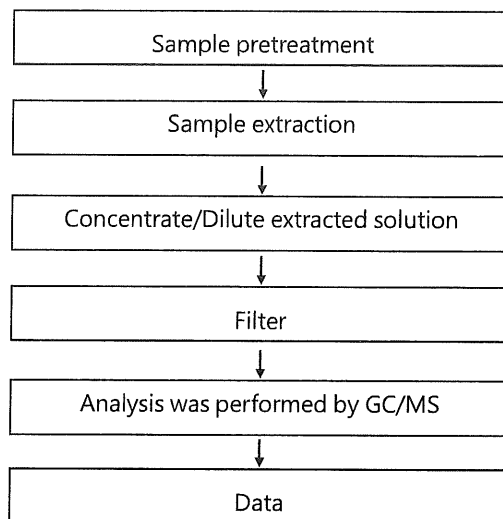 Sample pretreatment
Sample extraction
Concentrate/Dilute extracted solution
Filter
Analysis was performed by GC/MS
Data